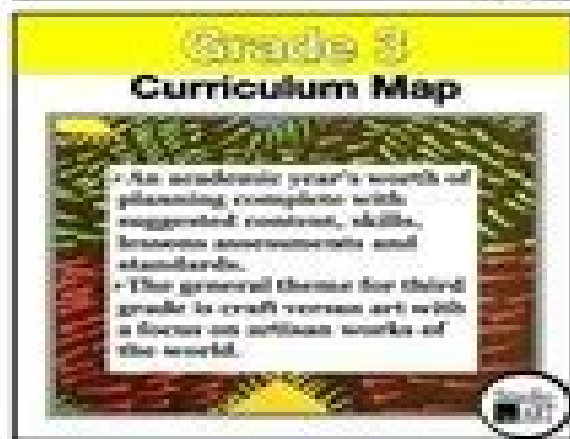 Grade 3
Curriculum Map
• An academic year's worth of
planning complete with
suggested content, skills,
lessons assessments and
standards.
• The general theme for third
grade is craft versus art with
a focus on artisan works of
the world.